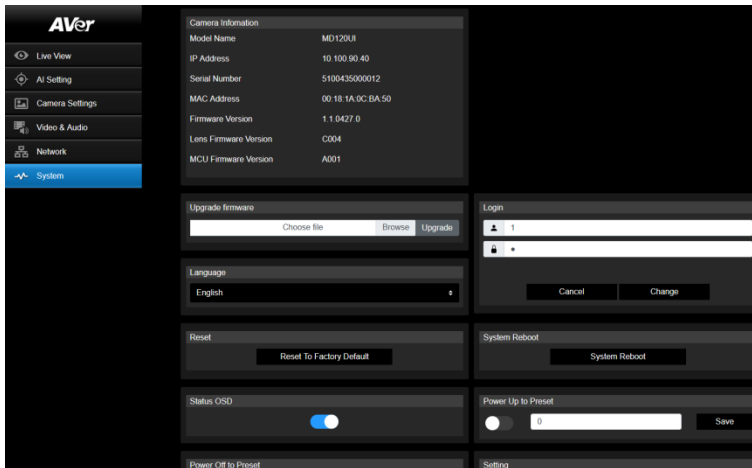 AVer
Live View
AI Setting
Camera Settings
Video & Audio
Network
System
Camera Infomation
Model Name MD120UI
IP Address 10.100.90.40
Serial Number 5100435000012
MAC Address 00:18:1A:0C:BA:50
Firmware Version 1.1.0427.0
Lens Firmware Version C004
MCU Firmware Version A001
Upgrade firmware
Choose file Browse Upgrade
Login
1
•
Cancel Change
Language
English
Reset
Reset To Factory Default
System Reboot
System Reboot
Status OSD
Power Up to Preset
0 Save
Power Off to Preset
Setting